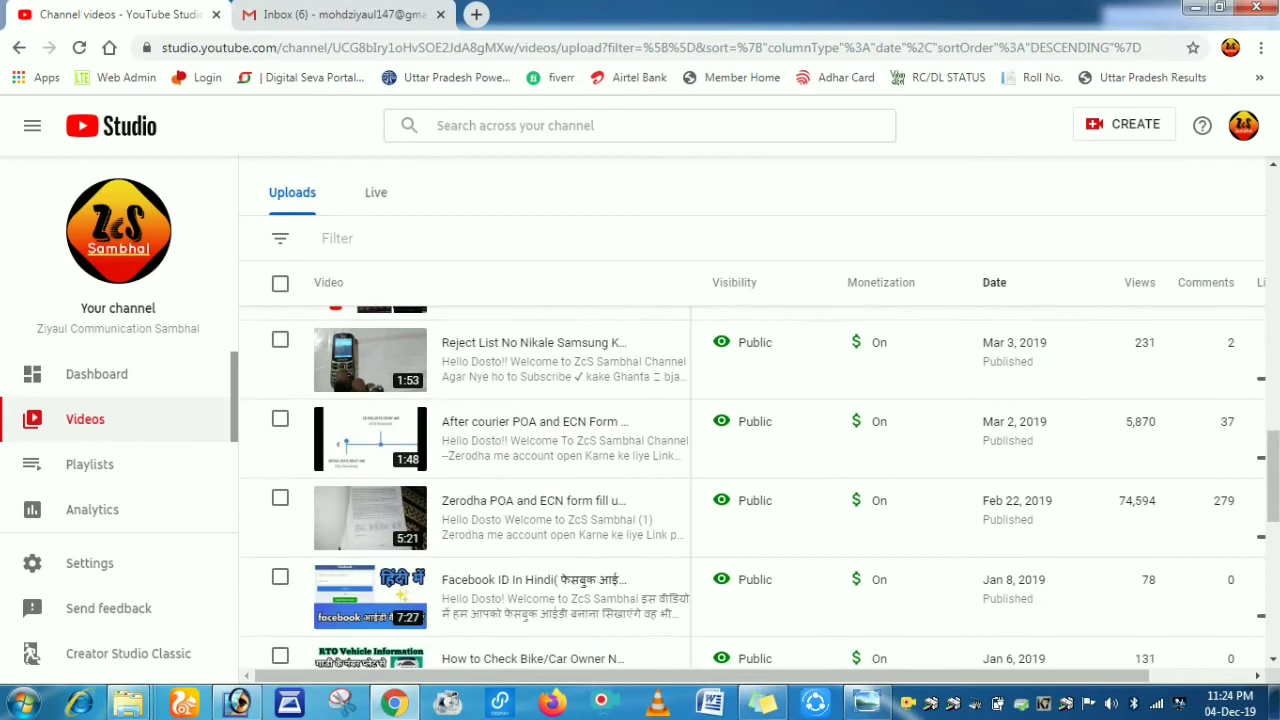 Channel videos - YouTube Studio
Inbox (6) - mohdziyaul147@gma
studio.youtube.com/channel/UCG8bIry1oHvSOE2JdA8gMXw/videos/upload?filter=%5B%5D&sort=%7B"columnType"%3A"date"%2C"sortOrder"%3A"DESCENDING"%7D
Apps
Web Admin
Login
| Digital Seva Portal...
Uttar Pradesh Powe...
fiverr
Airtel Bank
Member Home
Adhar Card
RC/DL STATUS
Roll No.
Uttar Pradesh Results
»
Studio
Search across your channel
CREATE
ZcS
Sambhal
Your channel
Ziyaul Communication Sambhal
Dashboard
Videos
Playlists
Analytics
Settings
Send feedback
Creator Studio Classic
Uploads
Live
Filter
Video
Visibility
Monetization
Date
Views
Comments
Li
1:53
Reject List No Nikale Samsung K...
Hello Dosto!! Welcome to ZcS Sambhal Channel
Agar Nye ho to Subscribe ✓ kake Ghanta
bja...
Public
On
Mar 3, 2019
Published
231
2
1:48
After courier POA and ECN Form ...
Hello Dosto!! Welcome To ZcS Sambhal Channel
--Zerodha me account open Karne ke liye Link...
Public
On
Mar 2, 2019
Published
5,870
37
5:21
Zerodha POA and ECN form fill u...
Hello Dosto Welcome to ZcS Sambhal (1)
Zerodha me account open Karne ke liye Link p...
Public
On
Feb 22, 2019
Published
74,594
279
हिंदी में
7:27
Facebook ID In Hindi( फेसबुक आई...
Hello Dosto! Welcome to ZcS Sambhal इस वीडियो
में हम आपको फेसबुक आईडी बनाना सिखाएंगे वह भी...
Public
On
Jan 8, 2019
Published
78
0
RTO Vehicle Information
How to Check Bike/Car Owner N...
Public
On
Jan 6, 2019
131
0
11:24 PM
04-Dec-19